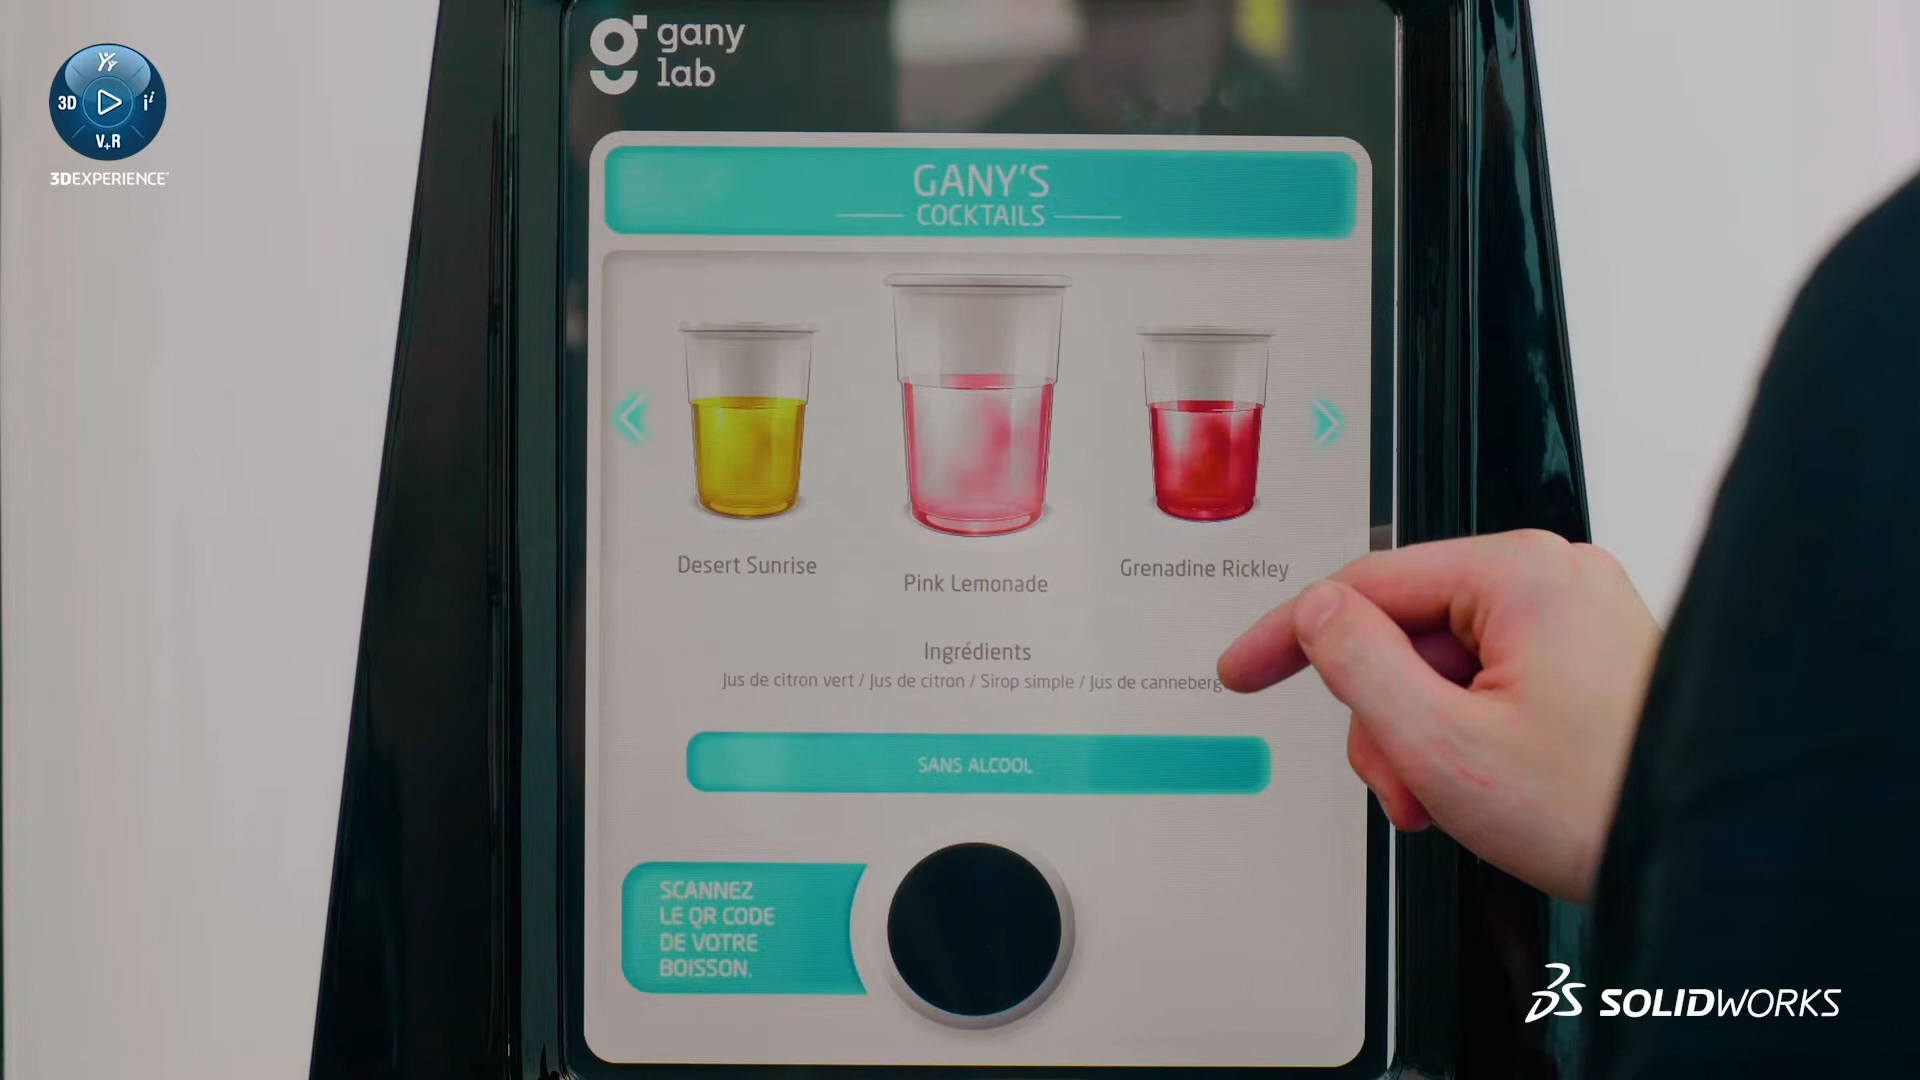 gany
lab
3D
V+R
3DEXPERIENCE
GANY'S
COCKTAILS
Desert Sunrise
Pink Lemonade
Grenadine Rickley
Ingrédients
Jus de citron vert / Jus de citron / Sirop simple / Jus de canneberg
SANS ALCOOL
SCANNEZ
LE QR CODE
DE VOTRE
BOISSON.
SOLIDWORKS